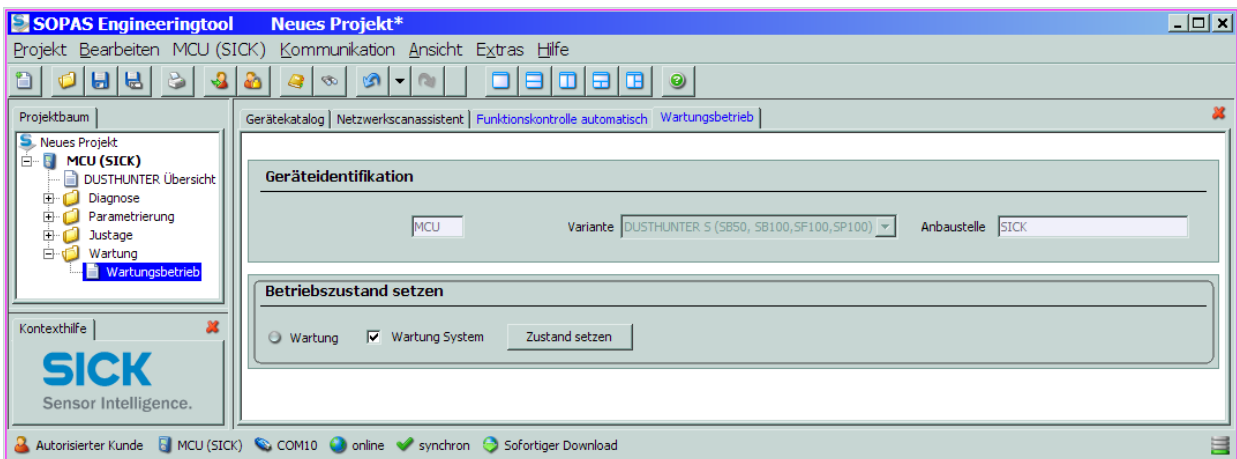 SOPAS Engineeringtool Neues Projekt*
Projekt Bearbeiten MCU (SICK) Kommunikation Ansicht Extras Hilfe
Projektbaum
Neues Projekt
MCU (SICK)
DUSTHUNTER Übersicht
Diagnose
Parametrierung
Justage
Wartung
Wartungsbetrieb
Kontexthilfe
SICK
Sensor Intelligence.
Gerätekatalog Netzwerkscanassistent Funktionskontrolle automatisch Wartungsbetrieb
Geräteidentifikation
MCU Variante DUSTHUNTER S (SB50, SB100,SF100,SP100) Anbaustelle SICK
Betriebszustand setzen
Wartung Wartung System Zustand setzen
Autorisierter Kunde MCU (SICK) COM10 online synchron Sofortiger Download